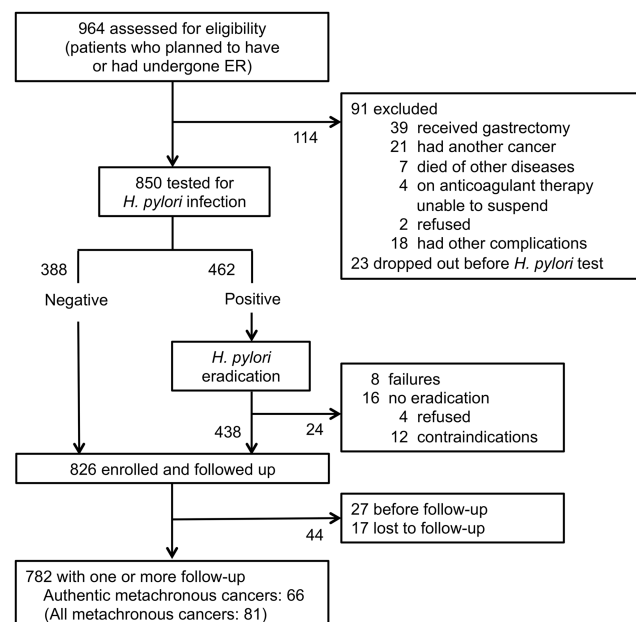 964 assessed for eligibility
(patients who planned to have
or had undergone ER)
114
91 excluded
39 received gastrectomy
21 had another cancer
7 died of other diseases
4 on anticoagulant therapy
unable to suspend
2 refused
18 had other complications
23 dropped out before H. pylori test
850 tested for
H. pylori infection
388
462
Negative
Positive
H. pylori
eradication
8 failures
16 no eradication
4 refused
12 contraindications
438
24
826 enrolled and followed up
27 before follow-up
17 lost to follow-up
44
782 with one or more follow-up
Authentic metachronous cancers: 66
(All metachronous cancers: 81)